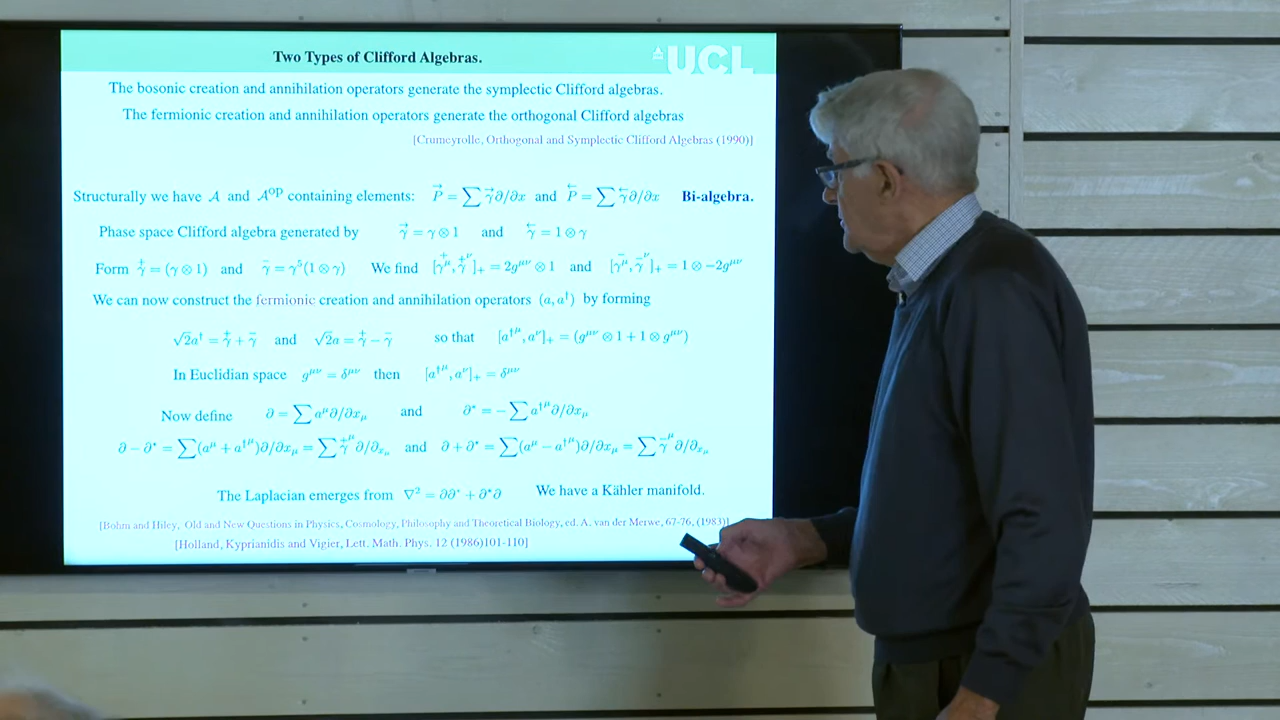 Two Types of Clifford Algebras.
UCL
The bosonic creation and annihilation operators generate the symplectic Clifford algebras.
The fermionic creation and annihilation operators generate the orthogonal Clifford algebras
[Crumeyrolle, Orthogonal and Symplectic Clifford Algebras (1990)]
Structurally we have 𝒜 and 𝒜ᵒᵖ containing elements: P⃗ = ∑ γ⃗∂/∂x and P⃖ = ∑ γ⃖∂/∂x Bi-algebra.
Phase space Clifford algebra generated by γ⃗ = γ ⊗ 1 and γ⃖ = 1 ⊗ γ
Form γ⁺ = (γ ⊗ 1) and γ⁻ = γ⁵(1 ⊗ γ) We find [γ⁺^μ, γ⁺^ν]₊ = 2g^μν ⊗ 1 and [γ⁻^μ, γ⁻^ν]₊ = 1 ⊗ −2g^μν
We can now construct the fermionic creation and annihilation operators (a, a†) by forming
√2a† = γ⁺ + γ⁻ and √2a = γ⁺ − γ⁻ so that [a†^μ, a^ν]₊ = (g^μν ⊗ 1 + 1 ⊗ g^μν)
In Euclidian space g^μν = δ^μν then [a†^μ, a^ν]₊ = δ^μν
Now define ∂ = ∑ a^μ∂/∂x_μ and ∂* = −∑ a†^μ∂/∂x_μ
∂ − ∂* = ∑(a^μ + a†^μ)∂/∂x_μ = ∑ γ⁺^μ∂/∂_x_μ and ∂ + ∂* = ∑(a^μ − a†^μ)∂/∂x_μ = ∑ γ⁻^μ∂/∂_x_μ
The Laplacian emerges from ∇² = ∂∂* + ∂*∂ We have a Kähler manifold.
[Bohm and Hiley, Old and New Questions in Physics, Cosmology, Philosophy and Theoretical Biology, ed. A. van der Merwe, 67-76, (1983)]
[Holland, Kyprianidis and Vigier, Lett. Math. Phys. 12 (1986)101-110]